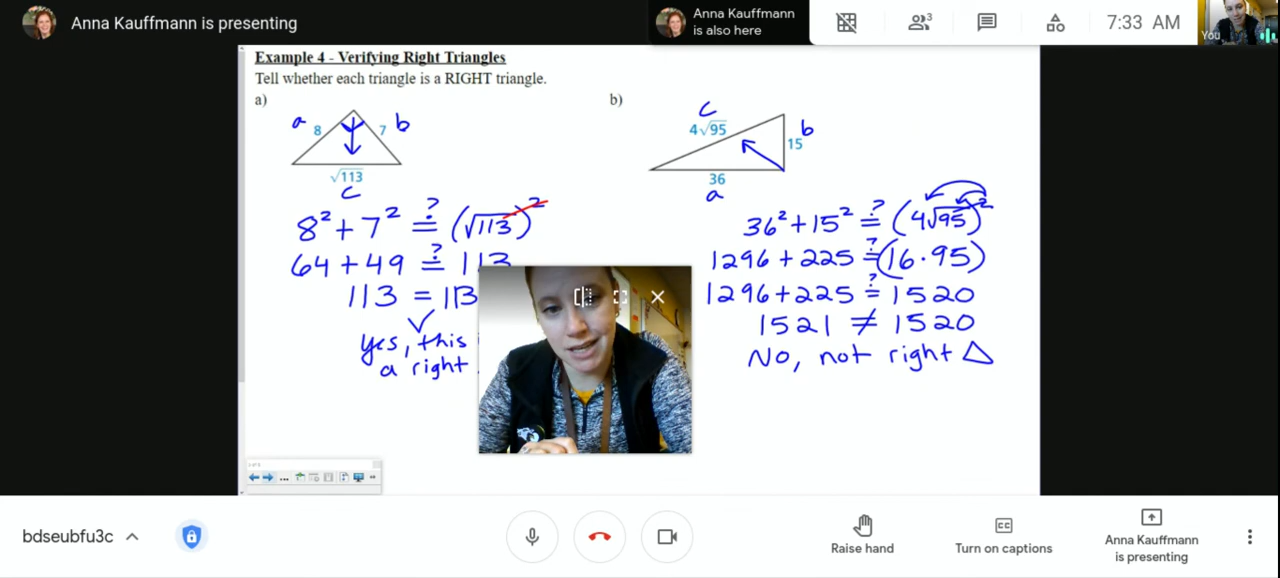 Anna Kauffmann is presenting
Anna Kauffmann
is also here
3
7:33 AM
You
Example 4 - Verifying Right Triangles
Tell whether each triangle is a RIGHT triangle.
a)
a 8 7 b
√113
c
8² + 7² ≟ (√113)²
64 + 49 ≟ 113
113 = 113
✓
yes, this
a right
b)
c
4√95
b
15
36
a
36² + 15² ≟ (4√95)²
1296 + 225 ≟ (16·95)
1296 + 225 ≟ 1520
1521 ≠ 1520
No, not right △
bdseubfu3c
Raise hand
Turn on captions
Anna Kauffmann
is presenting